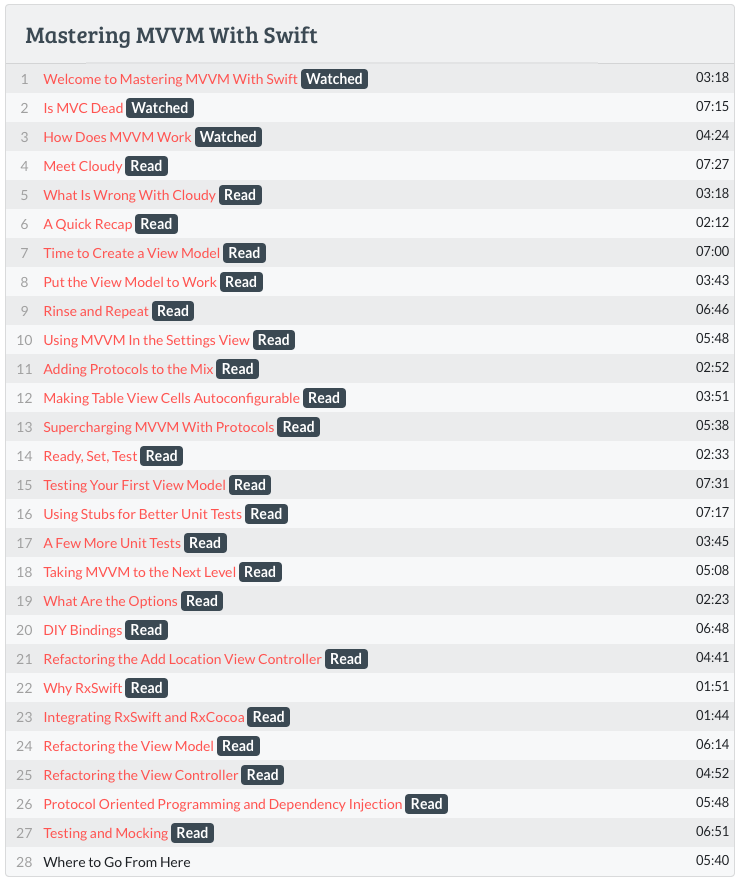 Mastering MVVM With Swift
1 Welcome to Mastering MVVM With Swift Watched 03:18
2 Is MVC Dead Watched 07:15
3 How Does MVVM Work Watched 04:24
4 Meet Cloudy Read 07:27
5 What Is Wrong With Cloudy Read 03:18
6 A Quick Recap Read 02:12
7 Time to Create a View Model Read 07:00
8 Put the View Model to Work Read 03:43
9 Rinse and Repeat Read 06:46
10 Using MVVM In the Settings View Read 05:48
11 Adding Protocols to the Mix Read 02:52
12 Making Table View Cells Autoconfigurable Read 03:51
13 Supercharging MVVM With Protocols Read 05:38
14 Ready, Set, Test Read 02:33
15 Testing Your First View Model Read 07:31
16 Using Stubs for Better Unit Tests Read 07:17
17 A Few More Unit Tests Read 03:45
18 Taking MVVM to the Next Level Read 05:08
19 What Are the Options Read 02:23
20 DIY Bindings Read 06:48
21 Refactoring the Add Location View Controller Read 04:41
22 Why RxSwift Read 01:51
23 Integrating RxSwift and RxCocoa Read 01:44
24 Refactoring the View Model Read 06:14
25 Refactoring the View Controller Read 04:52
26 Protocol Oriented Programming and Dependency Injection Read 05:48
27 Testing and Mocking Read 06:51
28 Where to Go From Here 05:40